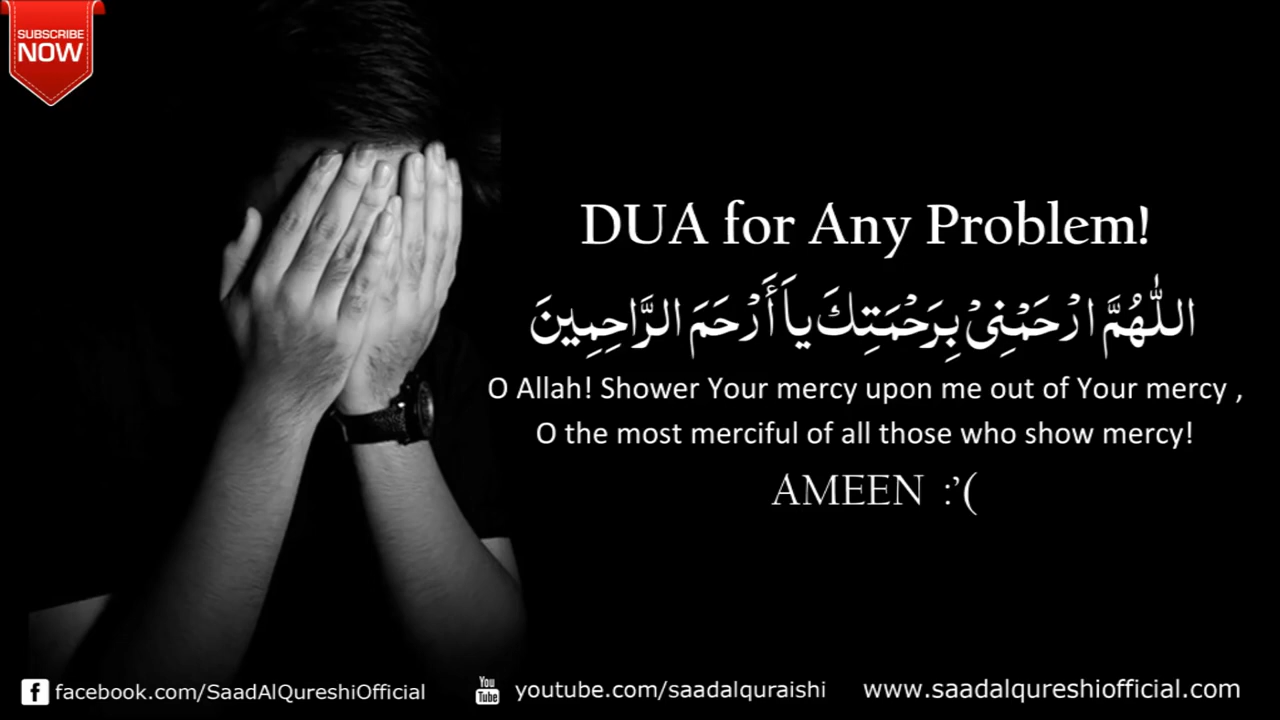 SUBSCRIBE
NOW
DUA for Any Problem!
اللّٰهُمَّ ارْحَمْنِىْ بِرَحْمَتِكَ ياَ أَرْحَمَ الرَّاحِمِينَ
O Allah! Shower Your mercy upon me out of Your mercy ,
O the most merciful of all those who show mercy!
AMEEN :’(
facebook.com/SaadAlQureshiOfficial
You
Tube
youtube.com/saadalquraishi
www.saadalqureshiofficial.com